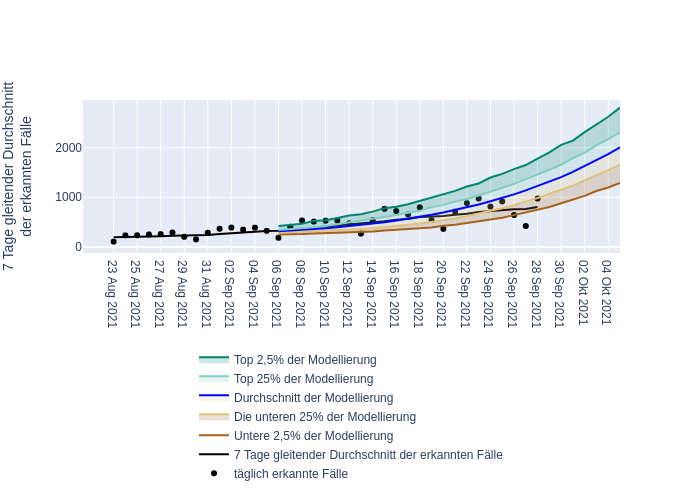 7 Tage gleitender Durchschnitt
der erkannten Fälle
2000
1000
0
23 Aug 2021
25 Aug 2021
27 Aug 2021
29 Aug 2021
31 Aug 2021
02 Sep 2021
04 Sep 2021
06 Sep 2021
08 Sep 2021
10 Sep 2021
12 Sep 2021
14 Sep 2021
16 Sep 2021
18 Sep 2021
20 Sep 2021
22 Sep 2021
24 Sep 2021
26 Sep 2021
28 Sep 2021
30 Sep 2021
02 Okt 2021
04 Okt 2021
Top 2,5% der Modellierung
Top 25% der Modellierung
Durchschnitt der Modellierung
Die unteren 25% der Modellierung
Untere 2,5% der Modellierung
7 Tage gleitender Durchschnitt der erkannten Fälle
täglich erkannte Fälle